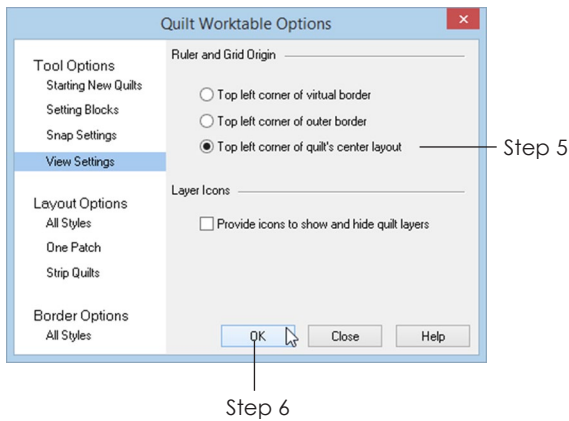 Quilt Worktable Options
Tool Options
Starting New Quilts
Setting Blocks
Snap Settings
View Settings
Layout Options
All Styles
One Patch
Strip Quilts
Border Options
All Styles
Ruler and Grid Origin
Top left corner of virtual border
Top left corner of outer border
Top left corner of quilt's center layout
Step 5
Layer Icons
Provide icons to show and hide quilt layers
OK
Close
Help
Step 6